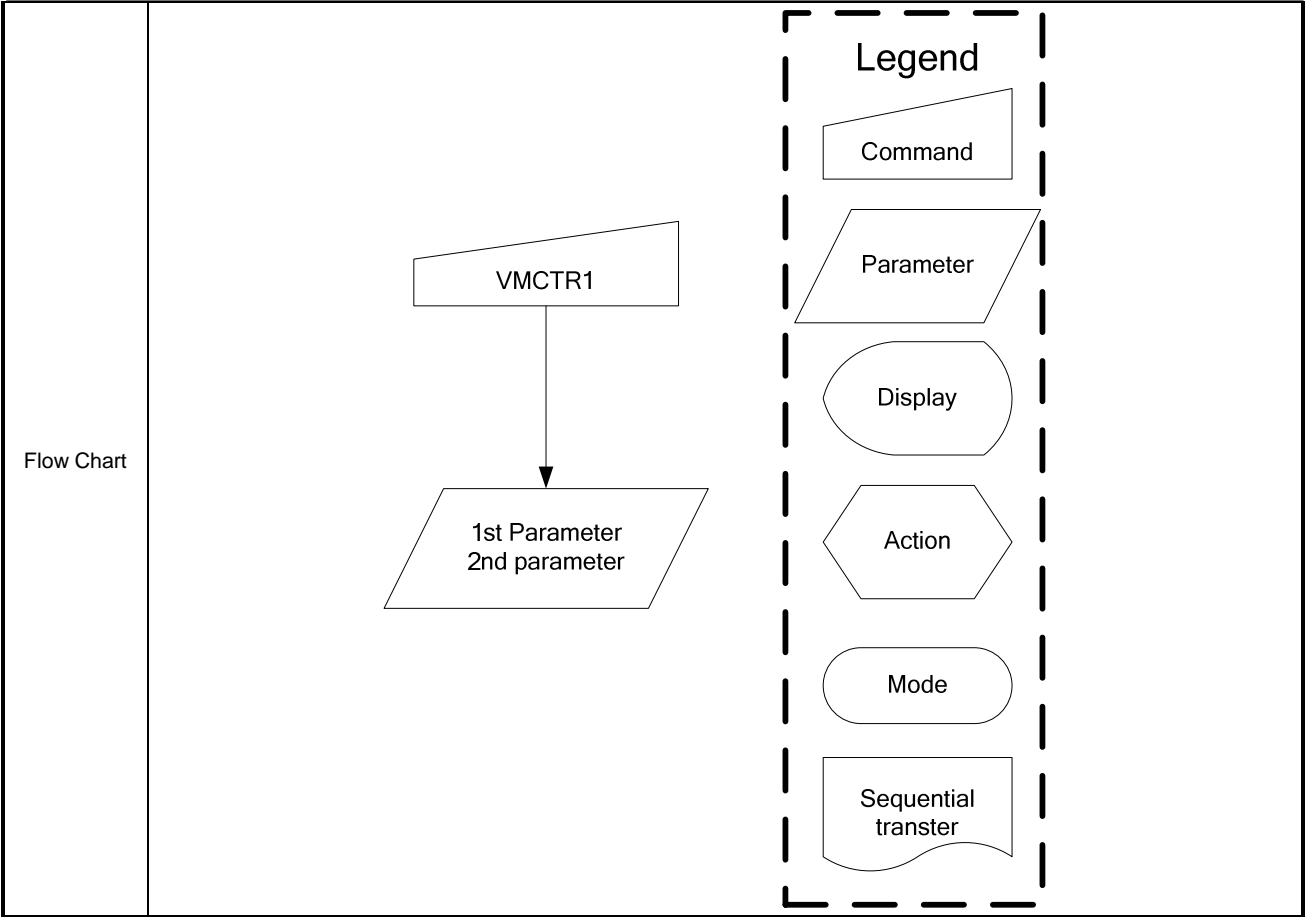 Flow Chart
VMCTR1
1st Parameter
2nd parameter
Legend
Command
Parameter
Display
Action
Mode
Sequential
transter